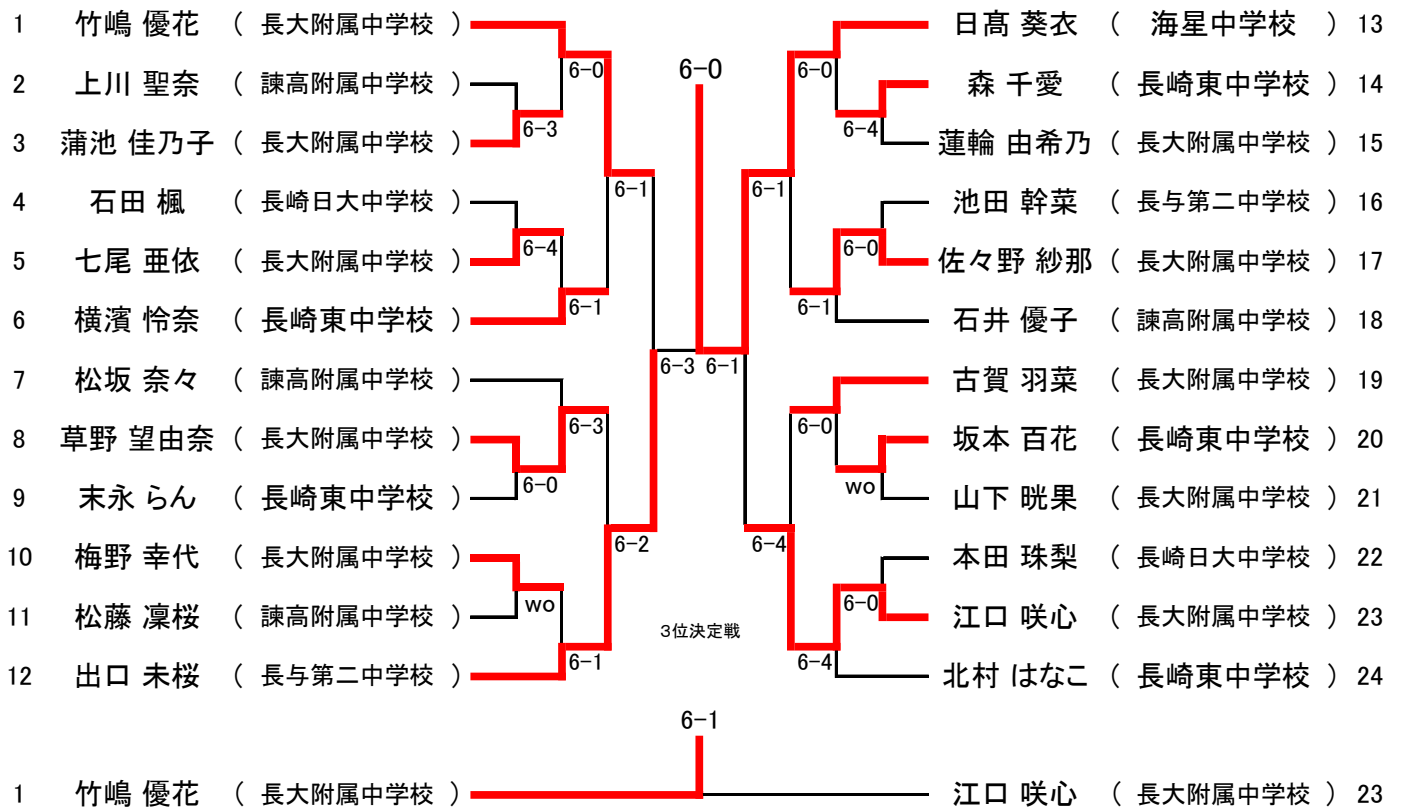 1 竹嶋 優花 （ 長大附属中学校 ） 日髙 葵衣 （ 海星中学校 ） 13
6-0 6-0 6-0
2 上川 聖奈 （ 諫高附属中学校 ） 森 千愛 （ 長崎東中学校 ） 14
6-3 6-4
3 蒲池 佳乃子 （ 長大附属中学校 ） 蓮輪 由希乃 （ 長大附属中学校 ） 15
6-1 6-1
4 石田 楓 （ 長崎日大中学校 ） 池田 幹菜 （ 長与第二中学校 ） 16
6-4 6-0
5 七尾 亜依 （ 長大附属中学校 ） 佐々野 紗那 （ 長大附属中学校 ） 17
6-1 6-1
6 横濱 怜奈 （ 長崎東中学校 ） 石井 優子 （ 諫高附属中学校 ） 18
6-3 6-1
7 松坂 奈々 （ 諫高附属中学校 ） 古賀 羽菜 （ 長大附属中学校 ） 19
6-3 6-0
8 草野 望由奈 （ 長大附属中学校 ） 坂本 百花 （ 長崎東中学校 ） 20
6-0 wo
9 末永 らん （ 長崎東中学校 ） 山下 晄果 （ 長大附属中学校 ） 21
6-2 6-4
10 梅野 幸代 （ 長大附属中学校 ） 本田 珠梨 （ 長崎日大中学校 ） 22
wo 6-0
11 松藤 凜桜 （ 諫高附属中学校 ） 江口 咲心 （ 長大附属中学校 ） 23
3位決定戦
6-1 6-4
12 出口 未桜 （ 長与第二中学校 ） 北村 はなこ （ 長崎東中学校 ） 24
6-1
1 竹嶋 優花 （ 長大附属中学校 ） 江口 咲心 （ 長大附属中学校 ） 23